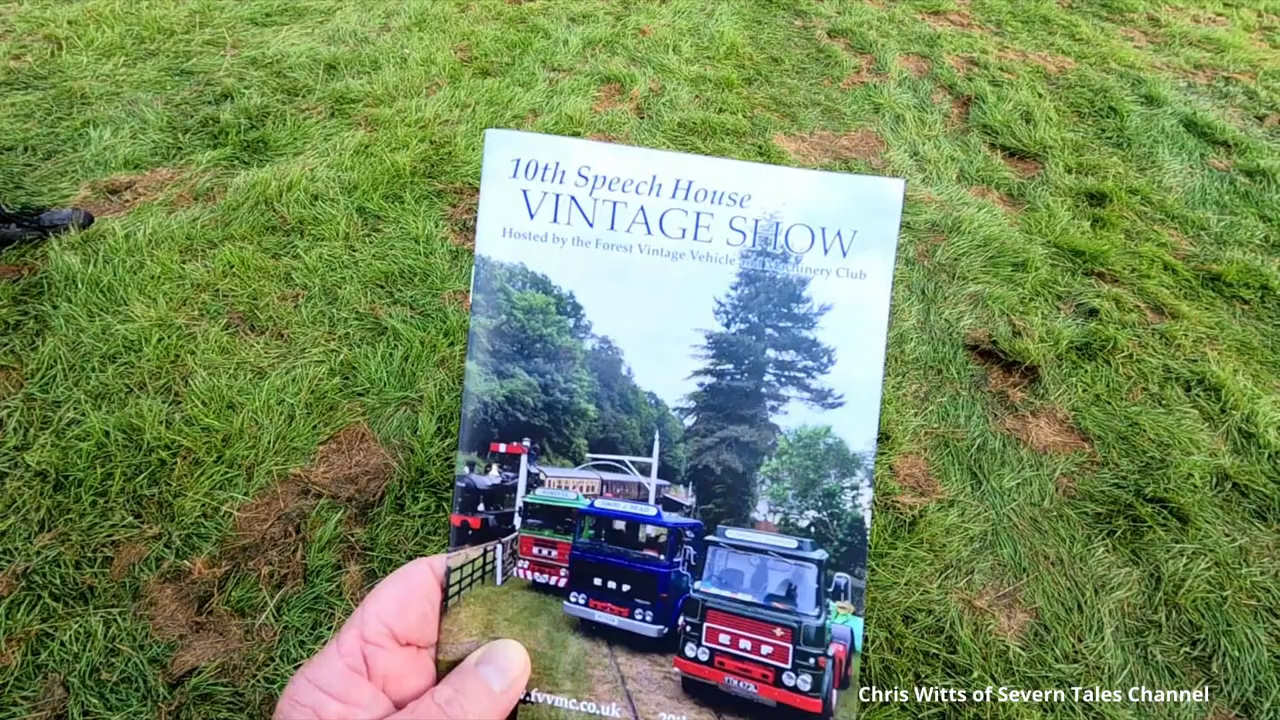 10th Speech House
VINTAGE SHOW
Hosted by the Forest Vintage Vehicle and Machinery Club
ERF
ERF
ERF
.fvvmc.co.uk
Chris Witts of Severn Tales Channel